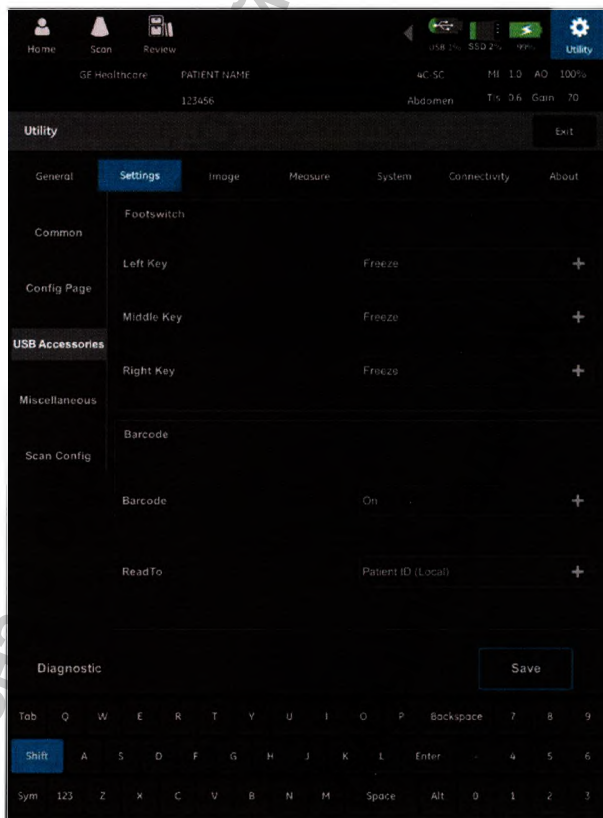 Home Scan Review USB 2% SSD 2% 99% Utility
GE Healthcare PATIENT NAME 4C-SC MI 1.0 AO 100%
123456 Abdomen TIs 0.6 Gain 70
Utility Exit
General Settings Image Measure System Connectivity About
Common
Config Page
USB Accessories
Miscellaneous
Scan Config
Footswitch
Left Key Freeze +
Middle Key Freeze +
Right Key Freeze +
Barcode
Barcode On +
ReadTo Patient ID (Local) +
Diagnostic Save
Tab Q W E R T Y U I O P Backspace 7 8 9
Shift A S D F G H J K L Enter . 4 5 6
Sym 123 Z X C V B N M Space Alt 0 1 2 3